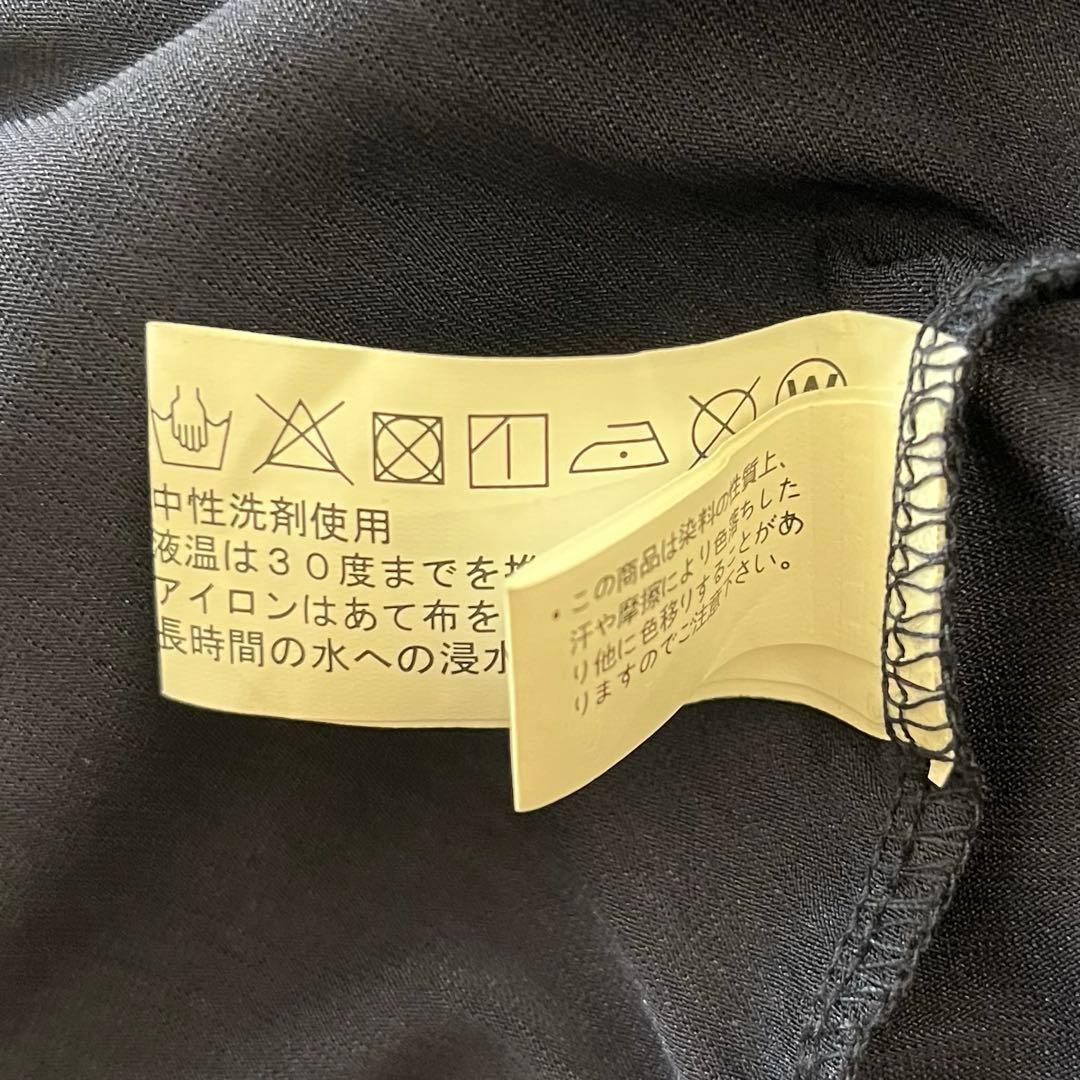 W
中性洗剤使用
液温は30度までを推
アイロンはあて布を
長時間の水への浸水
・この商品は染料の性質上、
汗や摩擦により色落ちした
り他に色移りすることがあ
りますのでご注意下さい。